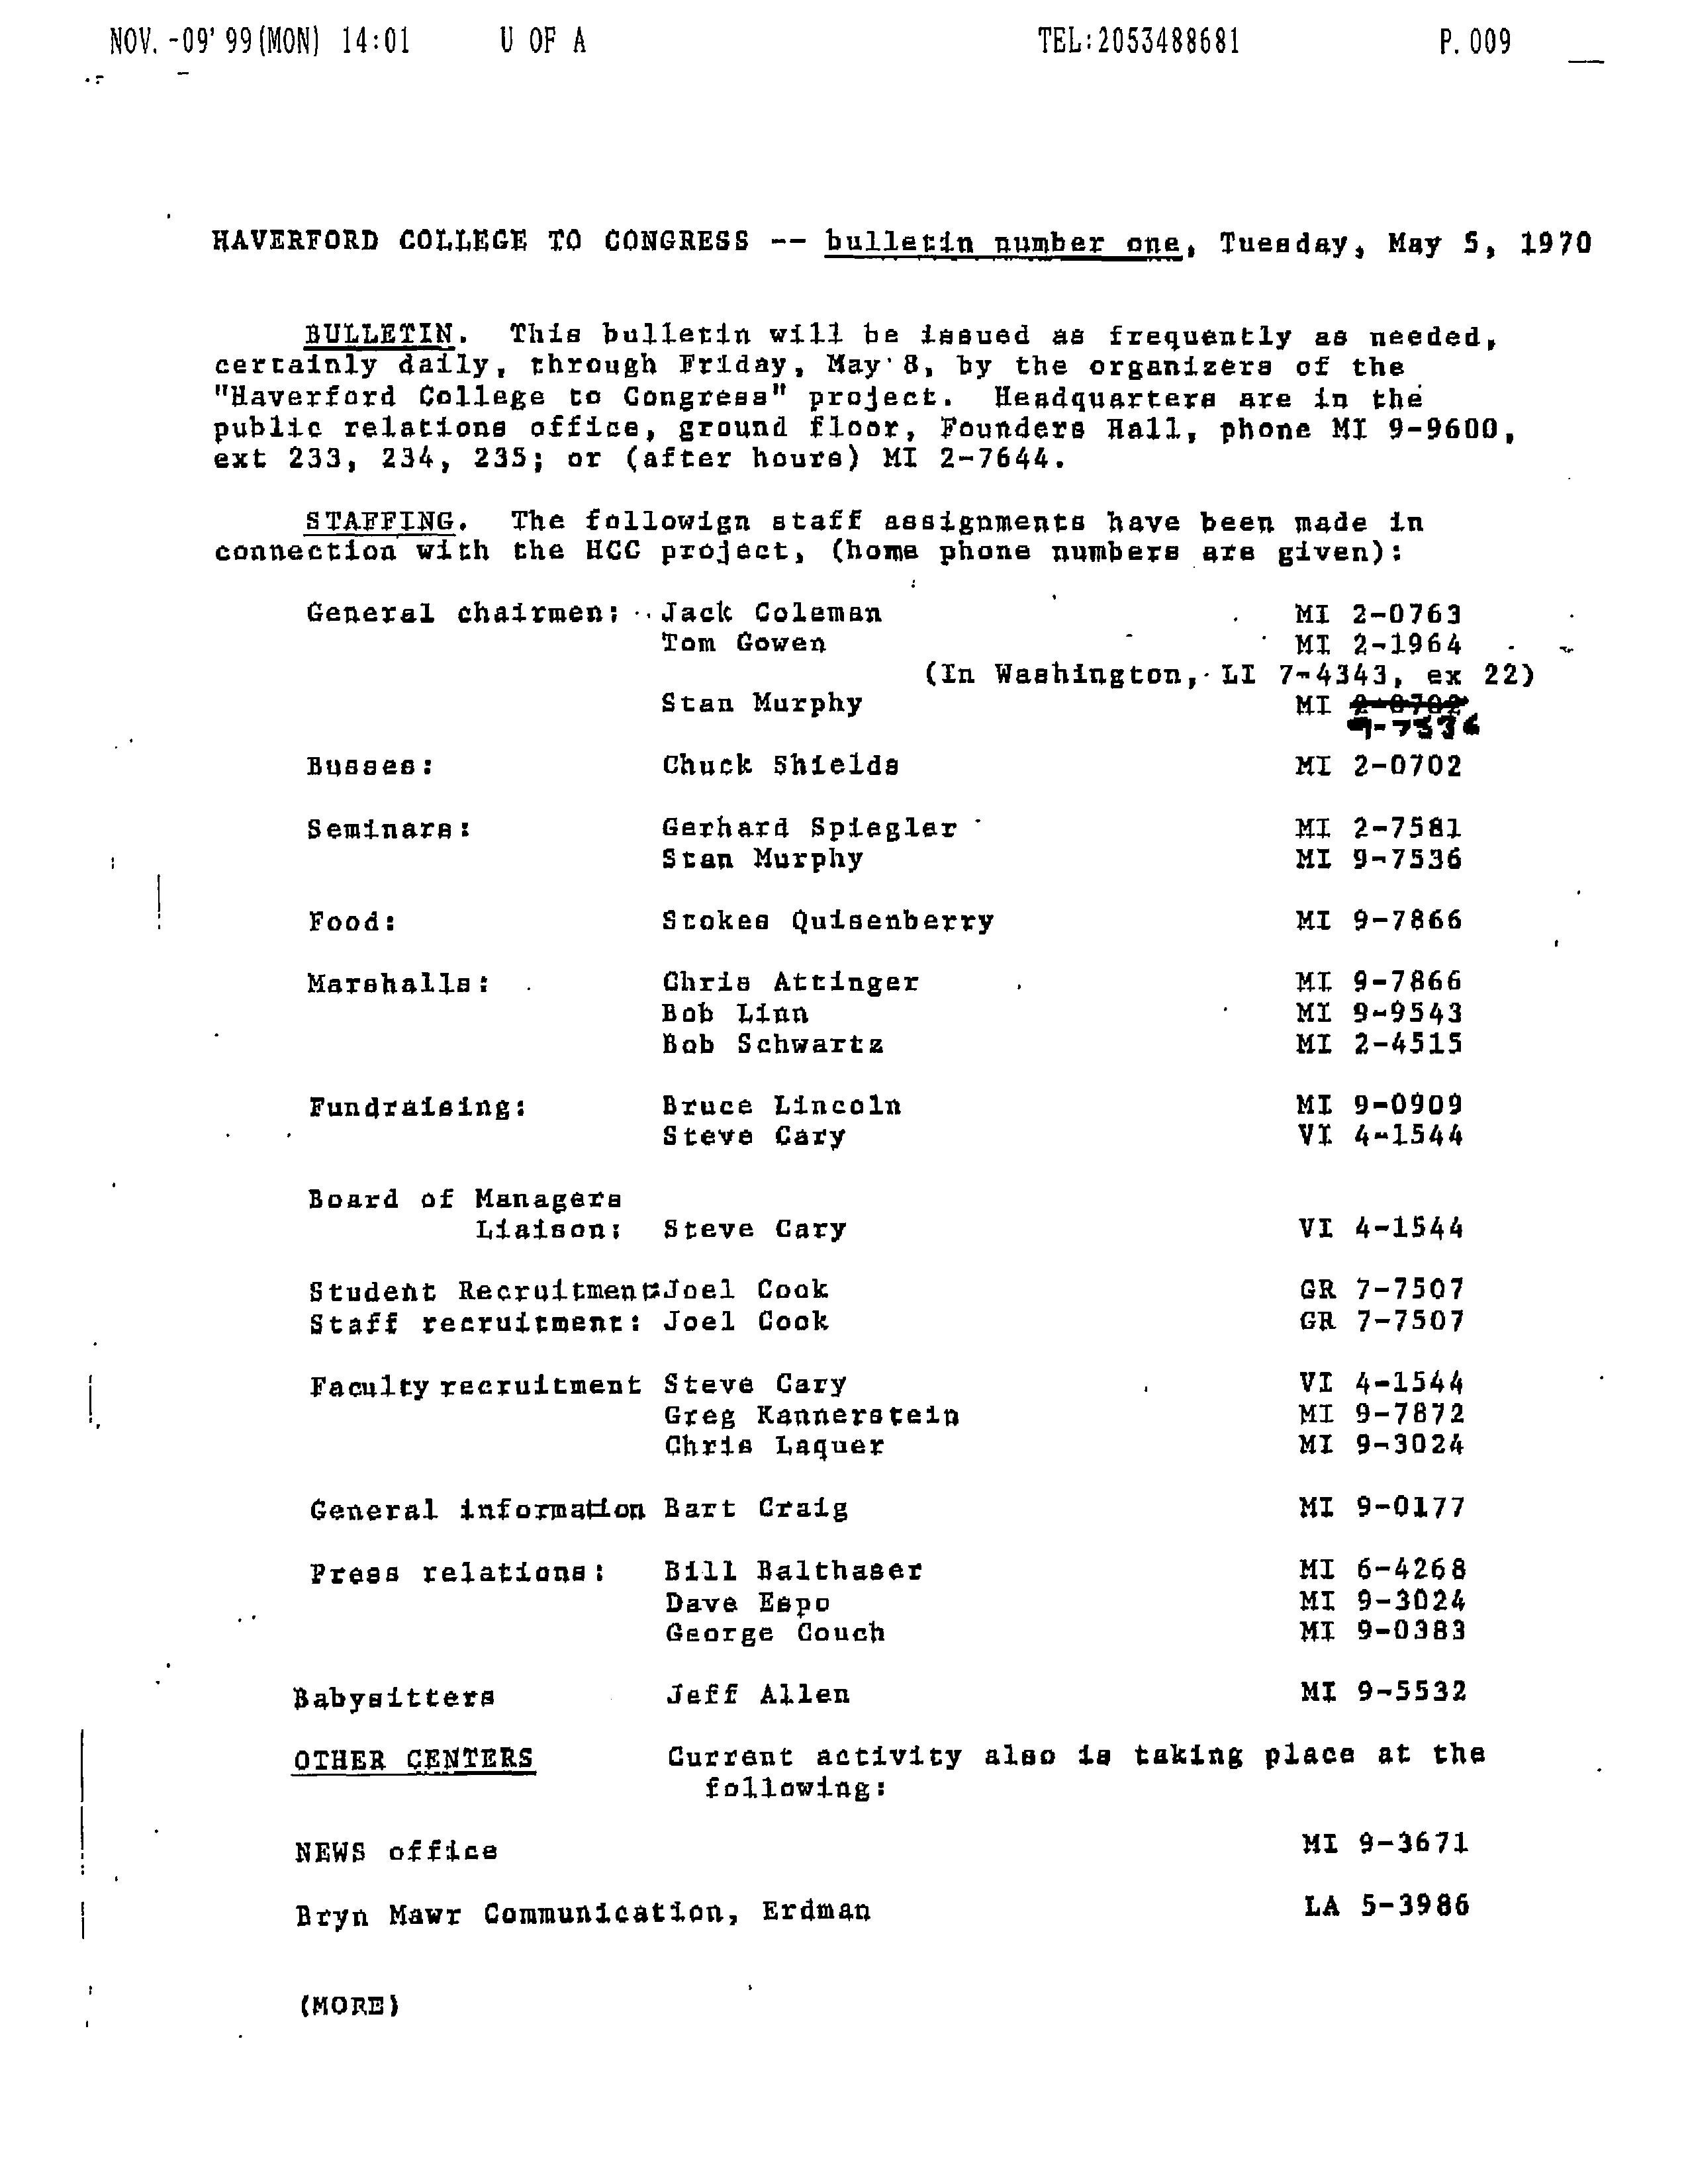 NOV. -09' 99 (MON) 14:01 U OF A TEL:2053488681 P. 009
HAVERFORD COLLEGE TO CONGRESS -- bulletin number one, Tuesday, May 5, 1970
BULLETIN. This bulletin will be issued as frequently as needed,
certainly daily, through Friday, May 8, by the organizers of the
"Haverford College to Congress" project. Headquarters are in the
public relations office, ground floor, Founders Hall, phone MI 9-9600,
ext 233, 234, 235; or (after hours) MI 2-7644.
STAFFING. The followign staff assignments have been made in
connection with the HCC project, (home phone numbers are given):
General chairmen: Jack Coleman MI 2-0763
Tom Gowen MI 2-1964
(In Washington, LI 7-4343, ex 22)
Stan Murphy MI 2-0702
9-7536
Busses: Chuck Shields MI 2-0702
Seminars: Gerhard Spiegler MI 2-7581
Stan Murphy MI 9-7536
Food: Stokes Quisenberry MI 9-7866
Marshalls: Chris Attinger MI 9-7866
Bob Linn MI 9-9543
Bob Schwartz MI 2-4515
Fundraising: Bruce Lincoln MI 9-0909
Steve Cary VI 4-1544
Board of Managers
Liaison: Steve Cary VI 4-1544
Student Recruitment: Joel Cook GR 7-7507
Staff recruitment: Joel Cook GR 7-7507
Faculty recruitment Steve Cary VI 4-1544
Greg Kannerstein MI 9-7872
Chris Laquer MI 9-3024
General information Bart Craig MI 9-0177
Press relations: Bill Balthaser MI 6-4268
Dave Espo MI 9-3024
George Couch MI 9-0383
Babysitters Jeff Allen MI 9-5532
OTHER CENTERS Current activity also is taking place at the
following:
NEWS office MI 9-3671
Bryn Mawr Communication, Erdman LA 5-3986
(MORE)